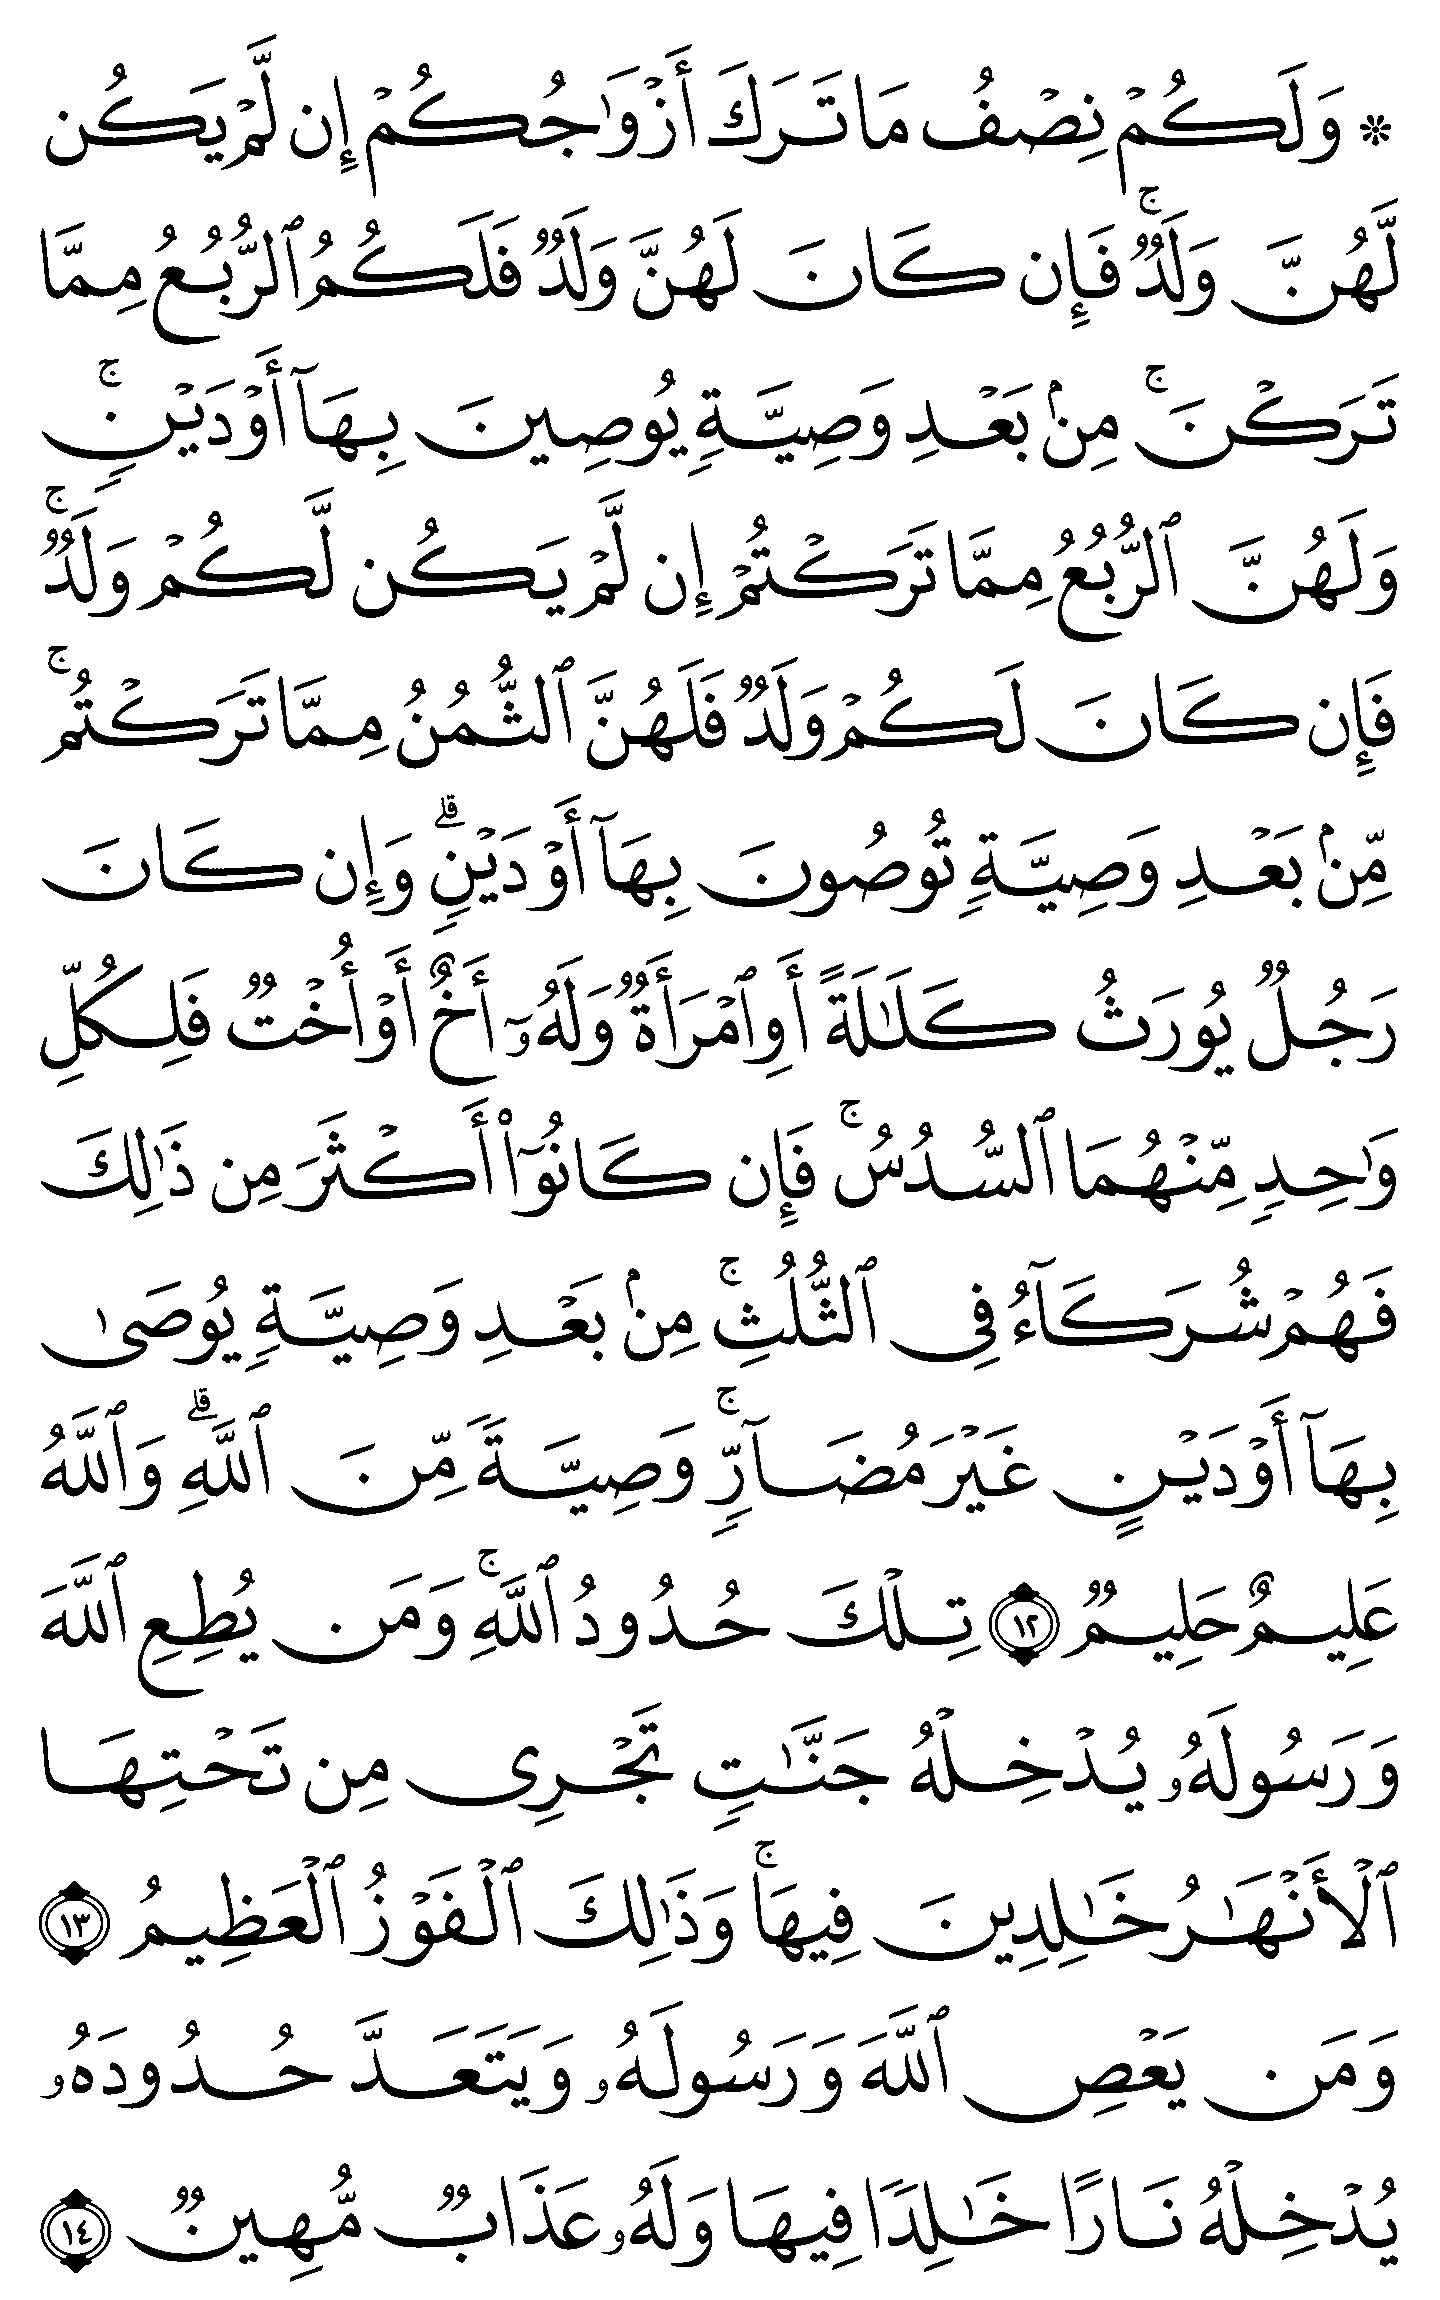 ۞ وَلَكُمْ نِصْفُ مَا تَرَكَ أَزْوَٰجُكُمْ إِن لَّمْ يَكُن
لَّهُنَّ وَلَدٌ ۚ فَإِن كَانَ لَهُنَّ وَلَدٌ فَلَكُمُ ٱلرُّبُعُ مِمَّا
تَرَكْنَ ۚ مِنۢ بَعْدِ وَصِيَّةٍ يُوصِينَ بِهَآ أَوْ دَيْنٍ ۚ
وَلَهُنَّ ٱلرُّبُعُ مِمَّا تَرَكْتُمْ إِن لَّمْ يَكُن لَّكُمْ وَلَدٌ ۚ
فَإِن كَانَ لَكُمْ وَلَدٌ فَلَهُنَّ ٱلثُّمُنُ مِمَّا تَرَكْتُم ۚ
مِّنۢ بَعْدِ وَصِيَّةٍ تُوصُونَ بِهَآ أَوْ دَيْنٍ ۗ وَإِن كَانَ
رَجُلٌ يُورَثُ كَلَـٰلَةً أَوِ ٱمْرَأَةٌ وَلَهُۥٓ أَخٌ أَوْ أُخْتٌ فَلِكُلِّ
وَٰحِدٍ مِّنْهُمَا ٱلسُّدُسُ ۚ فَإِن كَانُوٓا۟ أَكْثَرَ مِن ذَٰلِكَ
فَهُمْ شُرَكَآءُ فِى ٱلثُّلُثِ ۚ مِنۢ بَعْدِ وَصِيَّةٍ يُوصَىٰ
بِهَآ أَوْ دَيْنٍ غَيْرَ مُضَآرٍّ ۚ وَصِيَّةً مِّنَ ٱللَّهِ ۗ وَٱللَّهُ
عَلِيمٌ حَلِيمٌ ١٢ تِلْكَ حُدُودُ ٱللَّهِ ۚ وَمَن يُطِعِ ٱللَّهَ
وَرَسُولَهُۥ يُدْخِلْهُ جَنَّـٰتٍ تَجْرِى مِن تَحْتِهَا
ٱلْأَنْهَـٰرُ خَـٰلِدِينَ فِيهَا ۚ وَذَٰلِكَ ٱلْفَوْزُ ٱلْعَظِيمُ ١٣
وَمَن يَعْصِ ٱللَّهَ وَرَسُولَهُۥ وَيَتَعَدَّ حُدُودَهُۥ
يُدْخِلْهُ نَارًا خَـٰلِدًا فِيهَا وَلَهُۥ عَذَابٌ مُّهِينٌ ١٤